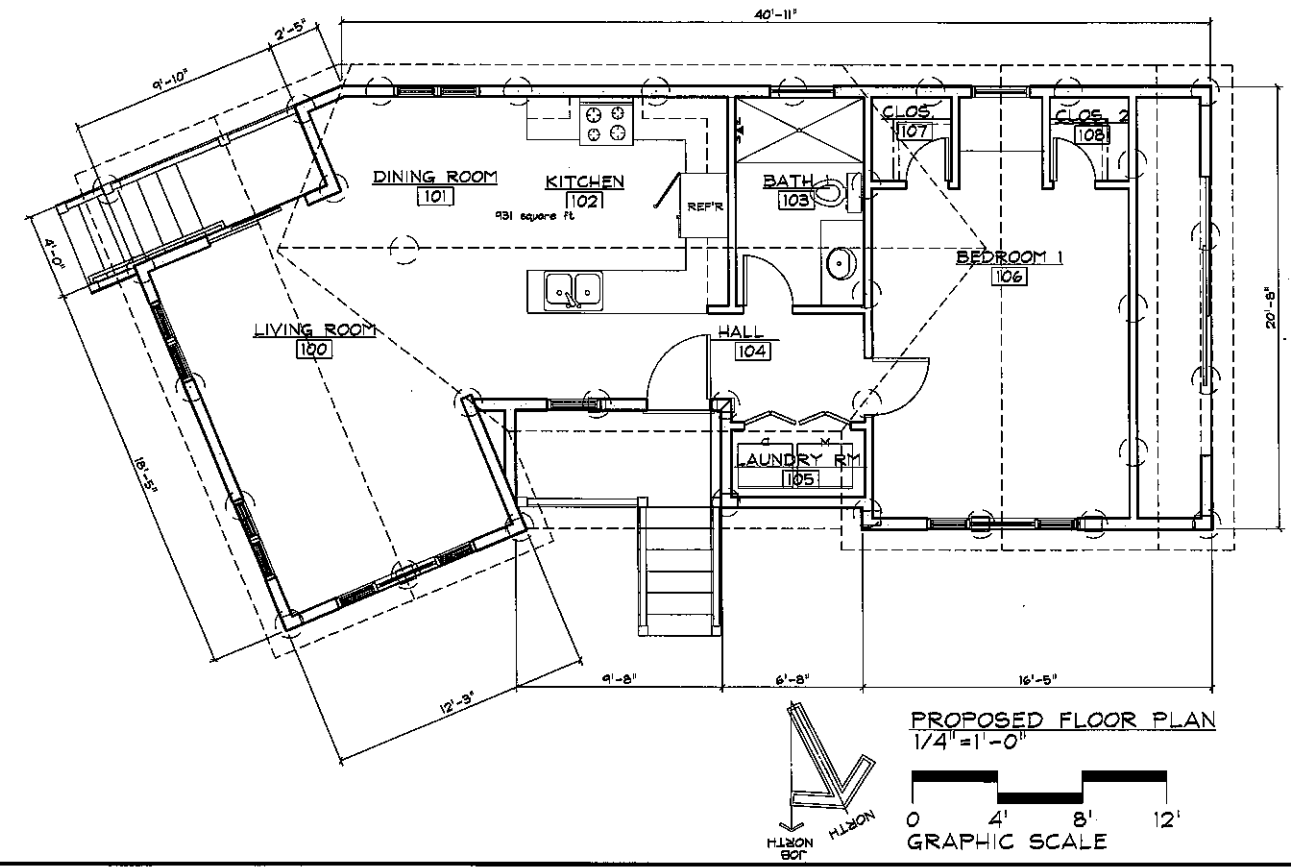 40'-11"
2'-5"
9'-10"
CLOS.
107
CLOS. 2
108
DINING ROOM
101
KITCHEN
102
931 square ft
REF'R
BATH
103
4'-0"
BEDROOM 1
106
20'-8"
LIVING ROOM
100
HALL
104
18'-5"
LAUNDRY RM
105
12'-3"
9'-8"
6'-8"
16'-5"
PROPOSED FLOOR PLAN
1/4"=1'-0"
0 4' 8' 12'
GRAPHIC SCALE
NORTH
JOB
NORTH